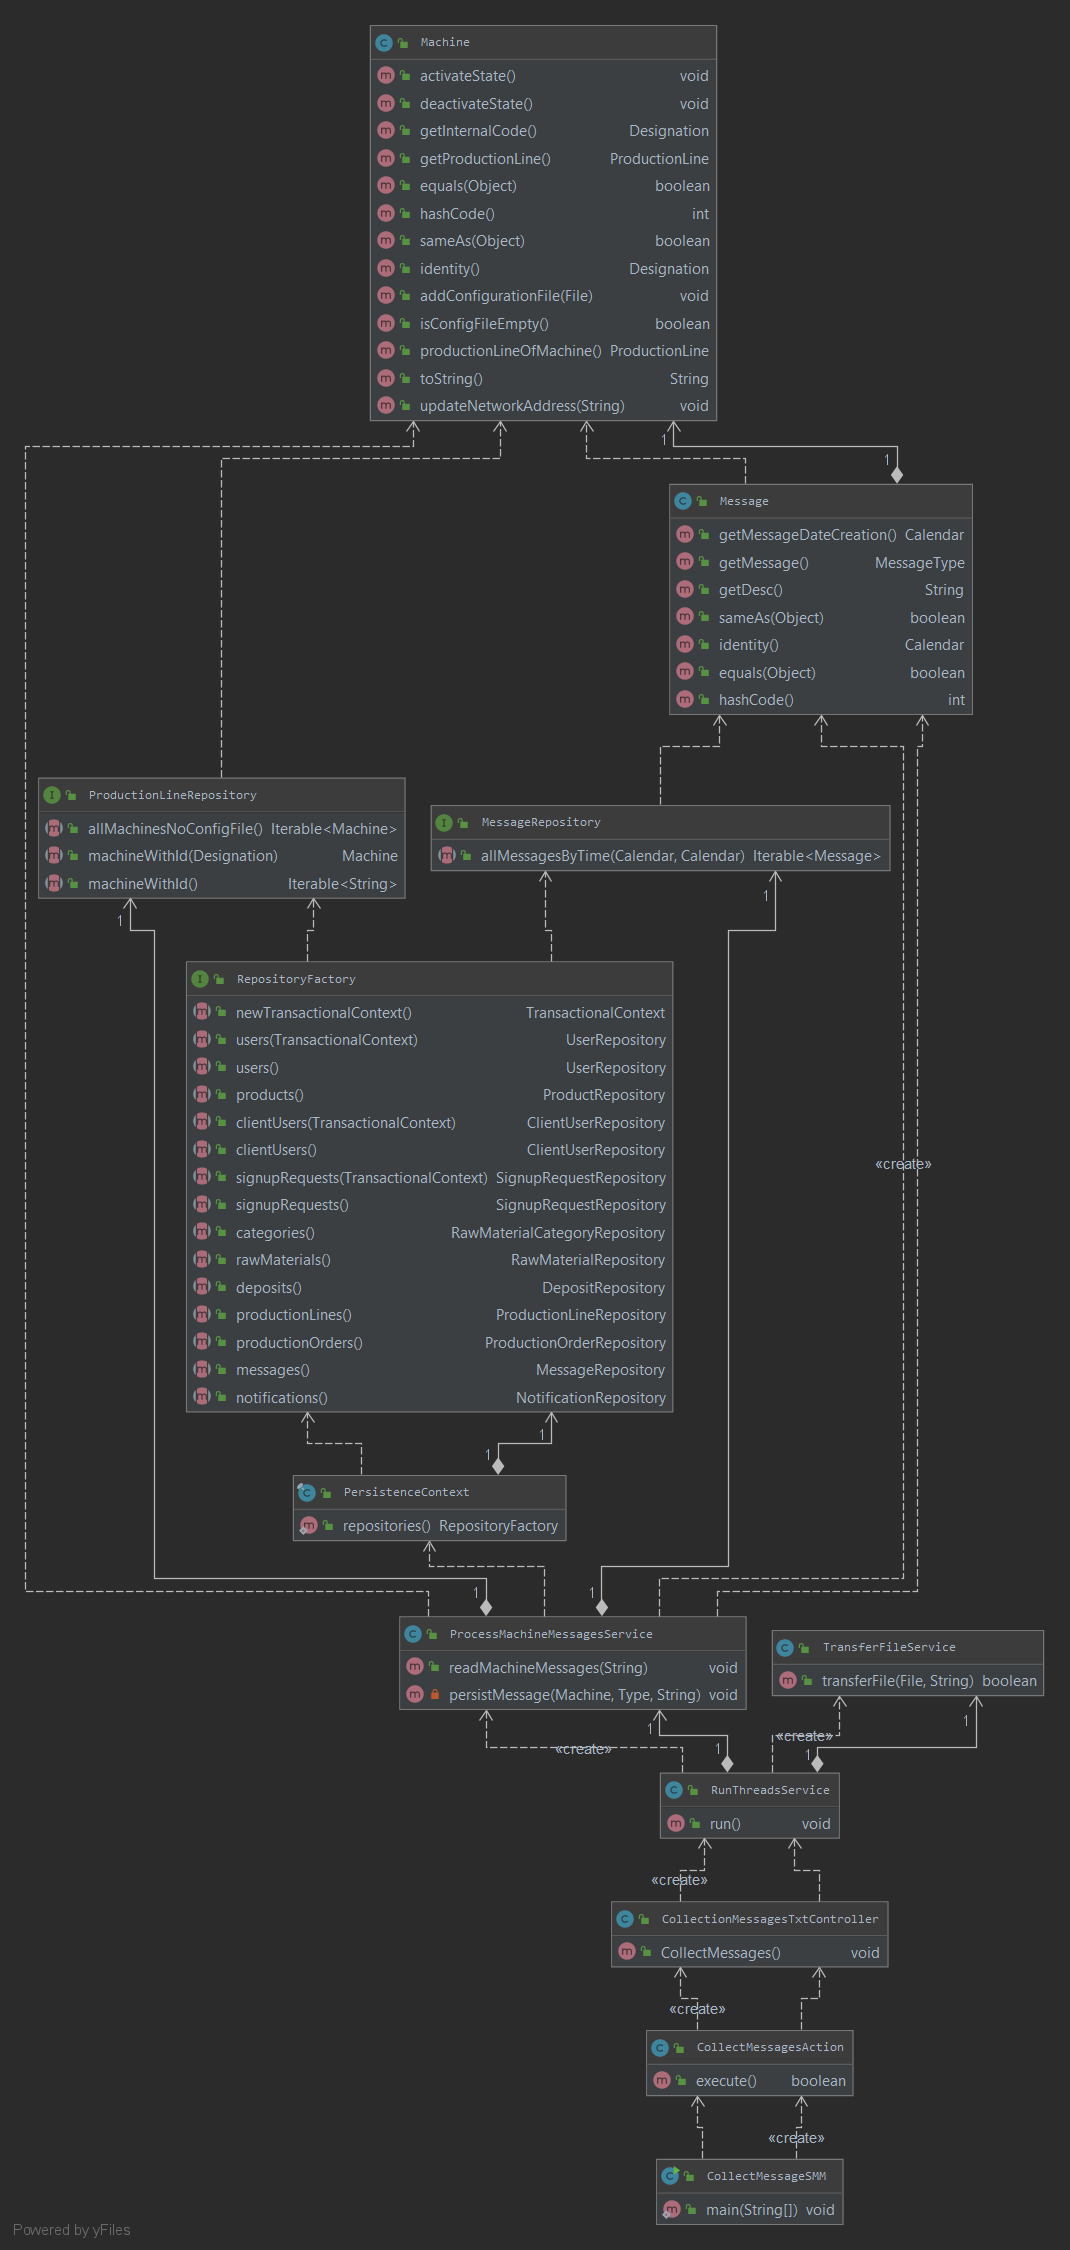 Machine
activateState() void
deactivateState() void
getInternalCode() Designation
getProductionLine() ProductionLine
equals(Object) boolean
hashCode() int
sameAs(Object) boolean
identity() Designation
addConfigurationFile(File) void
isConfigFileEmpty() boolean
productionLineOfMachine() ProductionLine
toString() String
updateNetworkAddress(String) void
1
1
Message
getMessageDateCreation() Calendar
getMessage() MessageType
getDesc() String
sameAs(Object) boolean
identity() Calendar
equals(Object) boolean
hashCode() int
ProductionLineRepository
allMachinesNoConfigFile() Iterable<Machine>
machineWithId(Designation) Machine
machineWithId() Iterable<String>
MessageRepository
allMessagesByTime(Calendar, Calendar) Iterable<Message>
1
1
RepositoryFactory
newTransactionalContext() TransactionalContext
users(TransactionalContext) UserRepository
users() UserRepository
products() ProductRepository
clientUsers(TransactionalContext) ClientUserRepository
clientUsers() ClientUserRepository
signupRequests(TransactionalContext) SignupRequestRepository
signupRequests() SignupRequestRepository
categories() RawMaterialCategoryRepository
rawMaterials() RawMaterialRepository
deposits() DepositRepository
productionLines() ProductionLineRepository
productionOrders() ProductionOrderRepository
messages() MessageRepository
notifications() NotificationRepository
«create»
1
1
PersistenceContext
repositories() RepositoryFactory
1
1
ProcessMachineMessagesService
readMachineMessages(String) void
persistMessage(Machine, Type, String) void
TransferFileService
transferFile(File, String) boolean
1
1
«create»
1
«create»
1
RunThreadsService
run() void
«create»
CollectionMessagesTxtController
CollectMessages() void
«create»
CollectMessagesAction
execute() boolean
«create»
CollectMessageSMM
main(String[]) void
Powered by yFiles